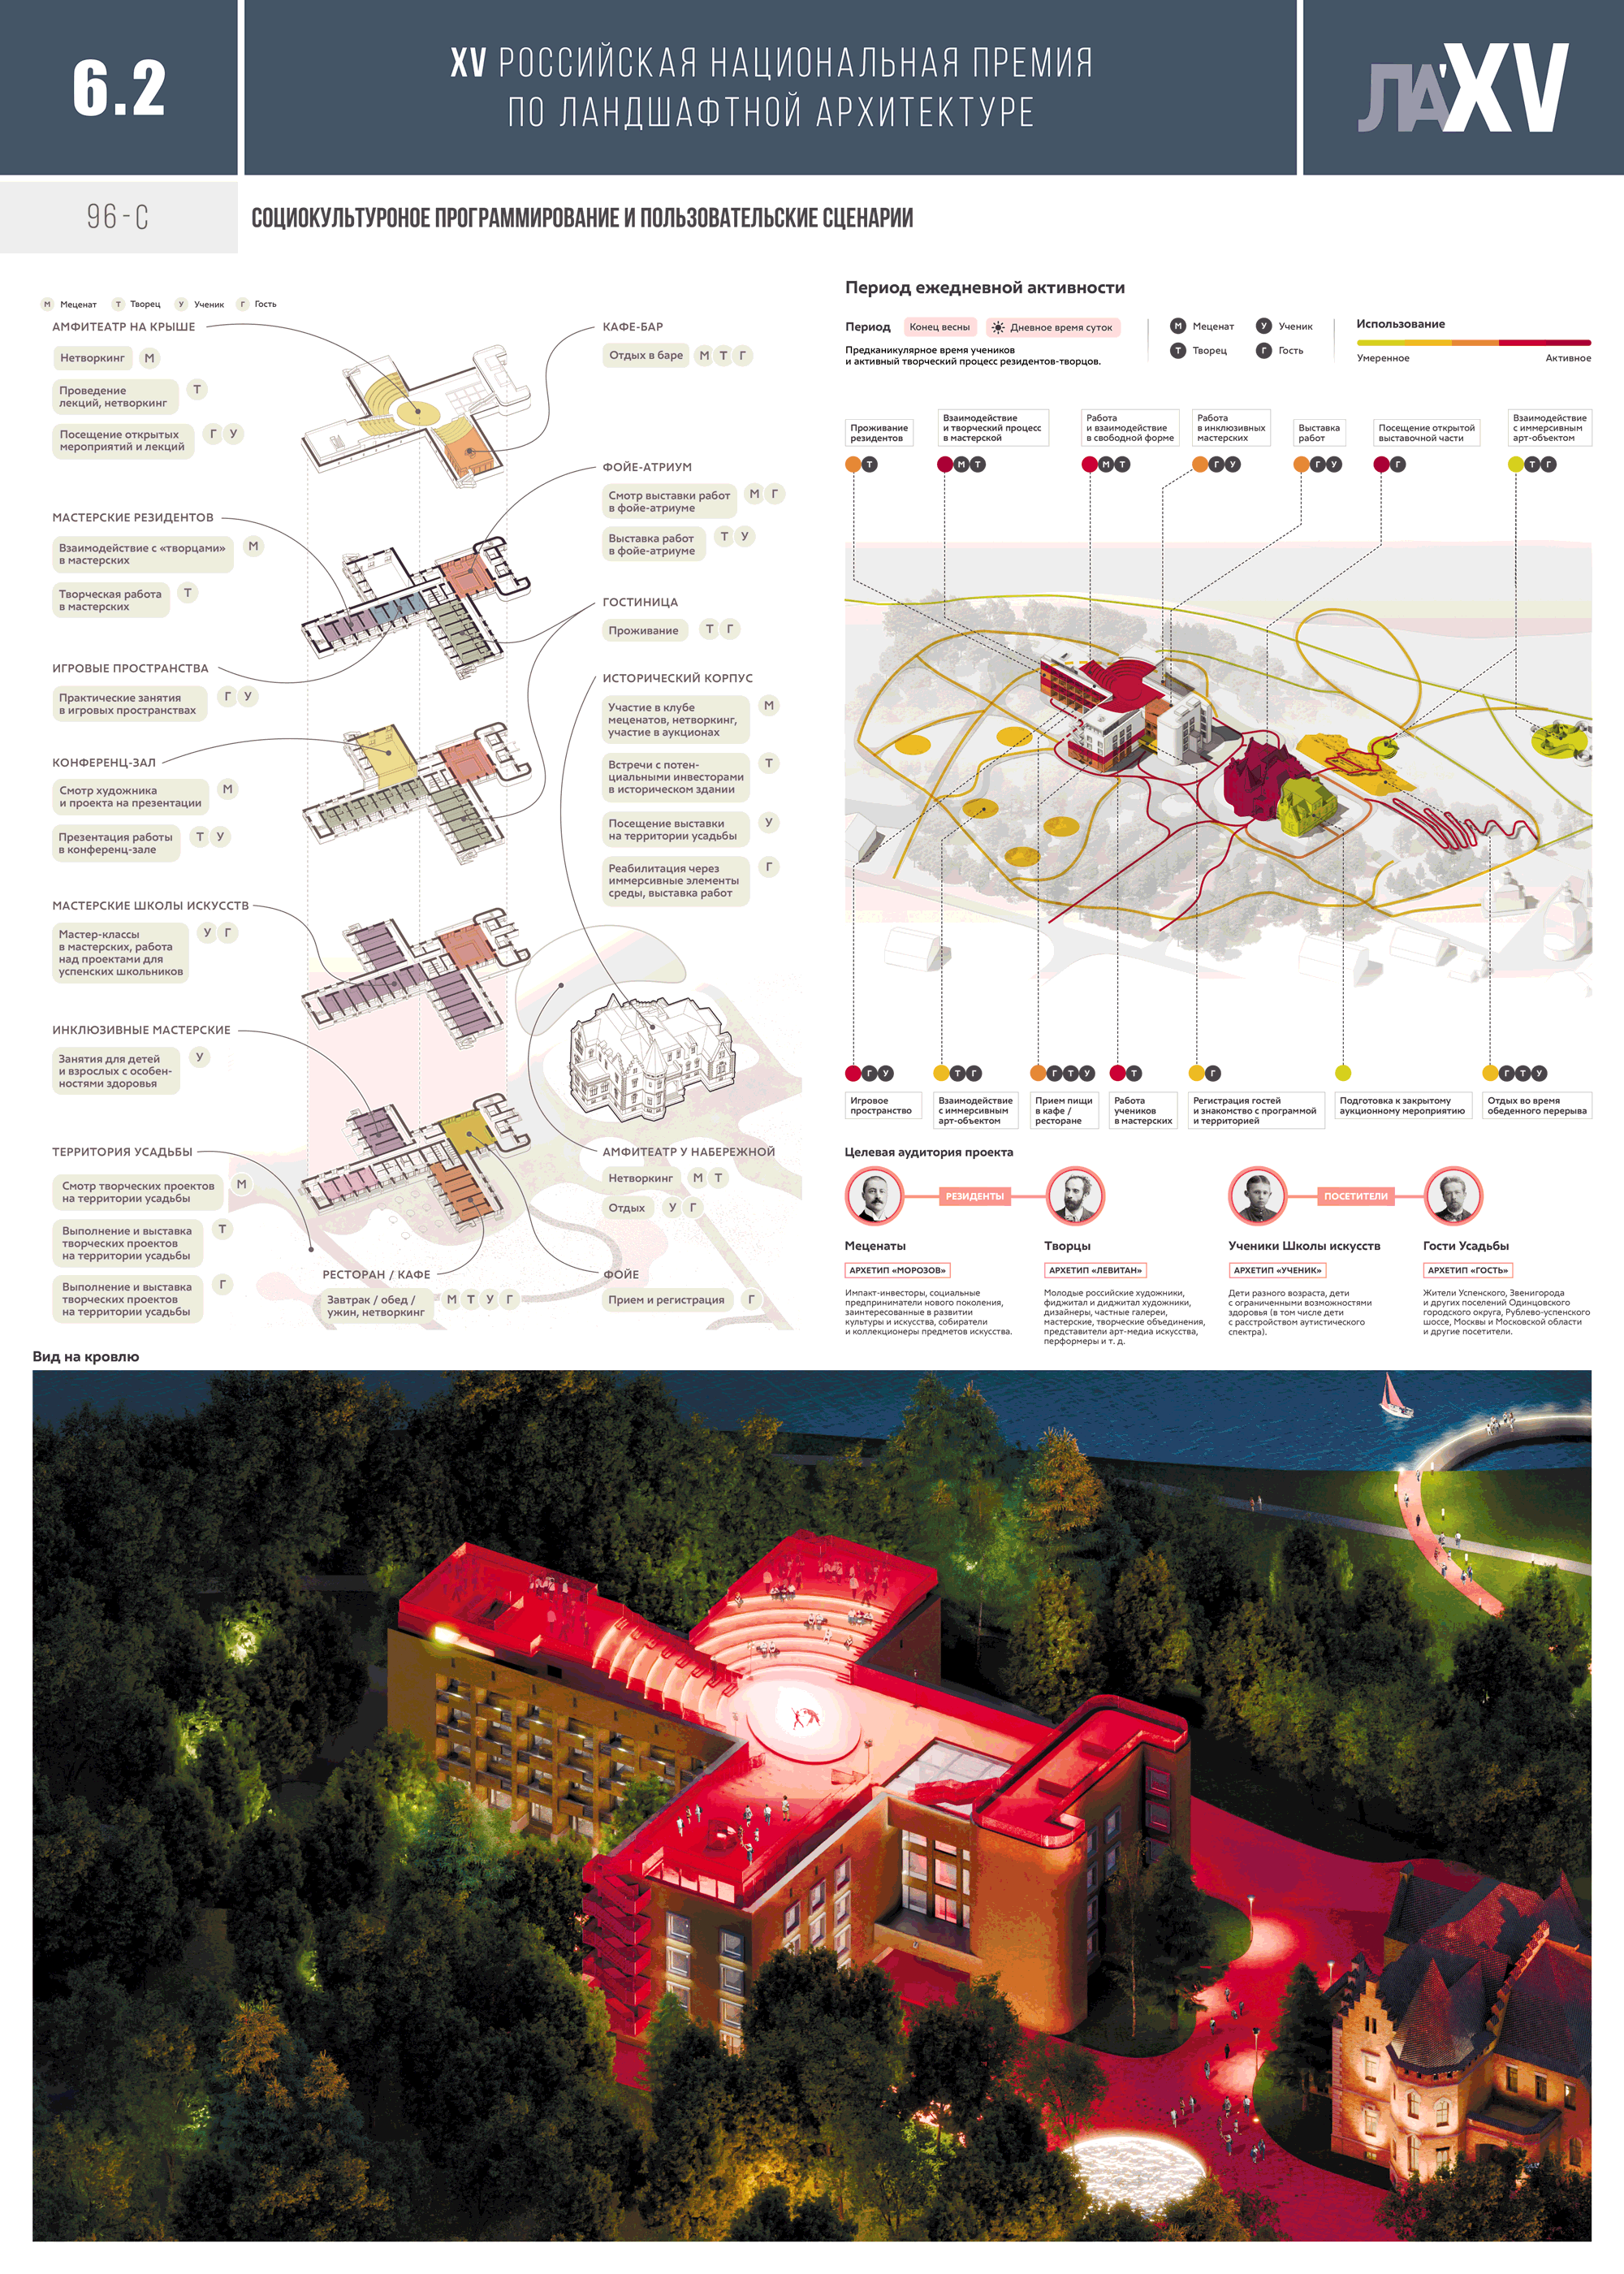 6.2
XV РОССИЙСКАЯ НАЦИОНАЛЬНАЯ ПРЕМИЯ
ПО ЛАНДШАФТНОЙ АРХИТЕКТУРЕ
ЛА'XV
96-С
СОЦИОКУЛЬТУРОНОЕ ПРОГРАММИРОВАНИЕ И ПОЛЬЗОВАТЕЛЬСКИЕ СЦЕНАРИИ
М Меценат Т Творец У Ученик Г Гость
АМФИТЕАТР НА КРЫШЕ
Нетворкинг М
Проведение Т
лекций, нетворкинг
Посещение открытых Г У
мероприятий и лекций
МАСТЕРСКИЕ РЕЗИДЕНТОВ
Взаимодействие с «творцами» М
в мастерских
Творческая работа Т
в мастерских
ИГРОВЫЕ ПРОСТРАНСТВА
Практические занятия Г У
в игровых пространствах
КОНФЕРЕНЦ-ЗАЛ
Смотр художника М
и проекта на презентации
Презентация работы Т У
в конференц-зале
МАСТЕРСКИЕ ШКОЛЫ ИСКУССТВ
Мастер-классы У Г
в мастерских, работа
над проектами для
успенских школьников
ИНКЛЮЗИВНЫЕ МАСТЕРСКИЕ
Занятия для детей У
и взрослых с особен-
ностями здоровья
ТЕРРИТОРИЯ УСАДЬБЫ
Смотр творческих проектов М
на территории усадьбы
Выполнение и выставка Т
творческих проектов
на территории усадьбы
Выполнение и выставка Г
творческих проектов
на территории усадьбы
КАФЕ-БАР
Отдых в баре М Т Г
ФОЙЕ-АТРИУМ
Смотр выставки работ М Г
в фойе-атриуме
Выставка работ Т У
в фойе-атриуме
ГОСТИНИЦА
Проживание Т Г
ИСТОРИЧЕСКИЙ КОРПУС
Участие в клубе М
меценатов, нетворкинг,
участие в аукционах
Встречи с потен- Т
циальными инвесторами
в историческом здании
Посещение выставки У
на территории усадьбы
Реабилитация через Г
иммерсивные элементы
среды, выставка работ
АМФИТЕАТР У НАБЕРЕЖНОЙ
Нетворкинг М Т
Отдых У Г
РЕСТОРАН / КАФЕ
Завтрак / обед / М Т У Г
ужин, нетворкинг
ФОЙЕ
Прием и регистрация Г
Период ежедневной активности
Период Конец весны Дневное время суток
Предканикулярное время учеников
и активный творческий процесс резидентов-творцов.
М Меценат У Ученик
Т Творец Г Гость
Использование
Умеренное Активное
Проживание
резидентов
Т
Взаимодействие
и творческий процесс
в мастерской
М Т
Работа
и взаимодействие
в свободной форме
М Т
Работа
в инклюзивных
мастерских
Г У
Выставка
работ
Г У
Посещение открытой
выставочной части
Г
Взаимодействие
с иммерсивным
арт-объектом
Т Г
Г У
Игровое
пространство
Т Г
Взаимодействие
с иммерсивным
арт-объектом
Г Т У
Прием пищи
в кафе /
ресторане
Т
Работа
учеников
в мастерских
Г
Регистрация гостей
и знакомство с программой
и территорией
Подготовка к закрытому
аукционному мероприятию
Г Т У
Отдых во время
обеденного перерыва
Целевая аудитория проекта
РЕЗИДЕНТЫ
ПОСЕТИТЕЛИ
Меценаты
АРХЕТИП «МОРОЗОВ»
Импакт-инвесторы, социальные
предприниматели нового поколения,
заинтересованные в развитии
культуры и искусства, собиратели
и коллекционеры предметов искусства.
Творцы
АРХЕТИП «ЛЕВИТАН»
Молодые российские художники,
фиджитал и диджитал художники,
дизайнеры, частные галереи,
мастерские, творческие объединения,
представители арт-медиа искусства,
перформеры и т. д.
Ученики Школы искусств
АРХЕТИП «УЧЕНИК»
Дети разного возраста, дети
с ограниченными возможностями
здоровья (в том числе дети
с расстройством аутистического
спектра).
Гости Усадьбы
АРХЕТИП «ГОСТЬ»
Жители Успенского, Звенигорода
и других поселений Одинцовского
городского округа, Рублево-успенского
шоссе, Москвы и Московской области
и другие посетители.
Вид на кровлю